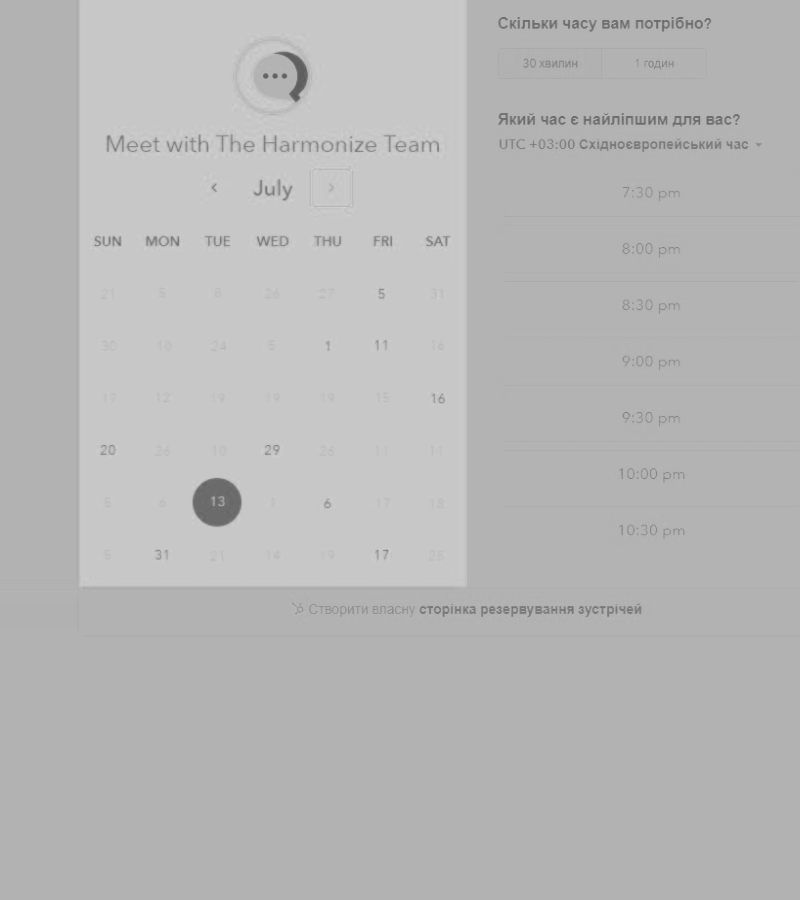 Meet with The Harmonize Team
July
SUN MON TUE WED THU FRI SAT
21 5 26 27 5 31
30 10 24 5 1 11 16
12 19 19 19 15 16
20 26 10 29 26 11 11
5 6 13 1 6 17 18
5 31 21 14 19 17 25
Скільки часу вам потрібно?
30 хвилин 1 годин
Який час є найліпшим для вас?
UTC +03:00 Східноєвропейський час
7:30 pm
8:00 pm
8:30 pm
9:00 pm
9:30 pm
10:00 pm
10:30 pm
Створити власну сторінка резервування зустрічей